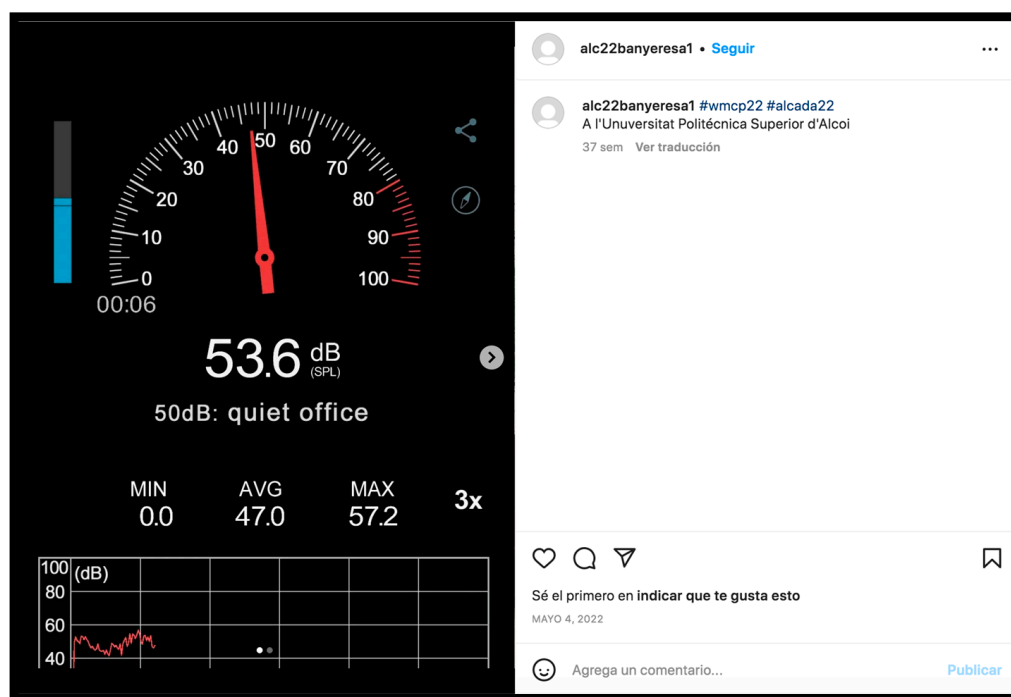 40 50 60
30 70
20 80
10 90
0 100
00:06
53.6 dB
(SPL)
50dB: quiet office
MIN AVG MAX
0.0 47.0 57.2
3x
100 (dB)
80
60
40
alc22banyeresa1 • Seguir
alc22banyeresa1 #wmcp22 #alcada22
A l'Unuversitat Politécnica Superior d'Alcoi
37 sem Ver traducción
Sé el primero en indicar que te gusta esto
MAYO 4, 2022
Agrega un comentario... Publicar